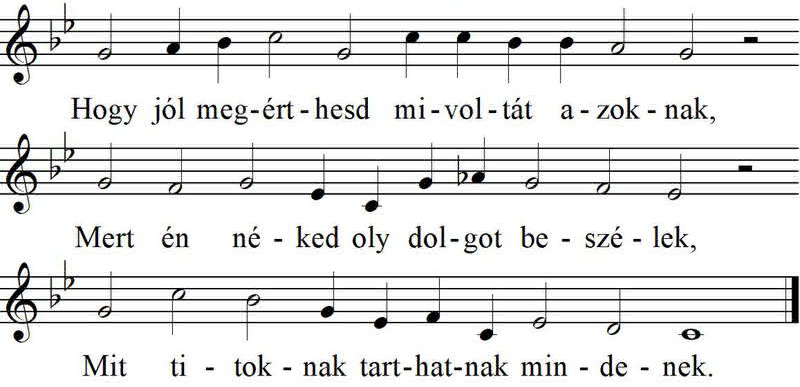 Hogy jól meg-ért-hesd mi-vol-tát a-zok-nak,
Mert én né-ked oly dol-got be-szé-lek,
Mit ti-tok-nak tart-hat-nak min-de-nek.